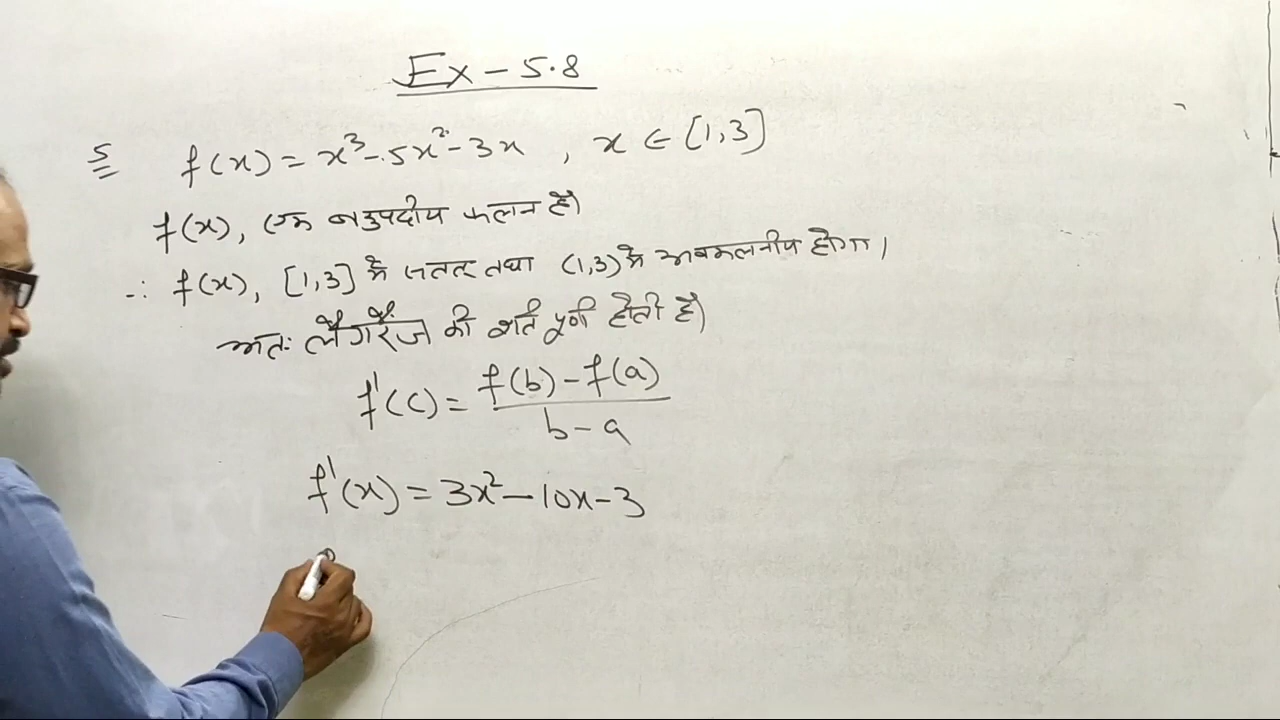 Ex – 5.8
5 f(x) = x³ - 5x² - 3x , x ∈ [1,3]
f(x), एक बहुपदीय फलन है।
∴ f(x), [1,3] में सतत् तथा (1,3) में अवकलनीय होगा।
अतः लैगरैंज की शर्त पूर्ण होती है।
f'(c) = \frac{f(b) - f(a)}{b - a}
f'(x) = 3x² - 10x - 3